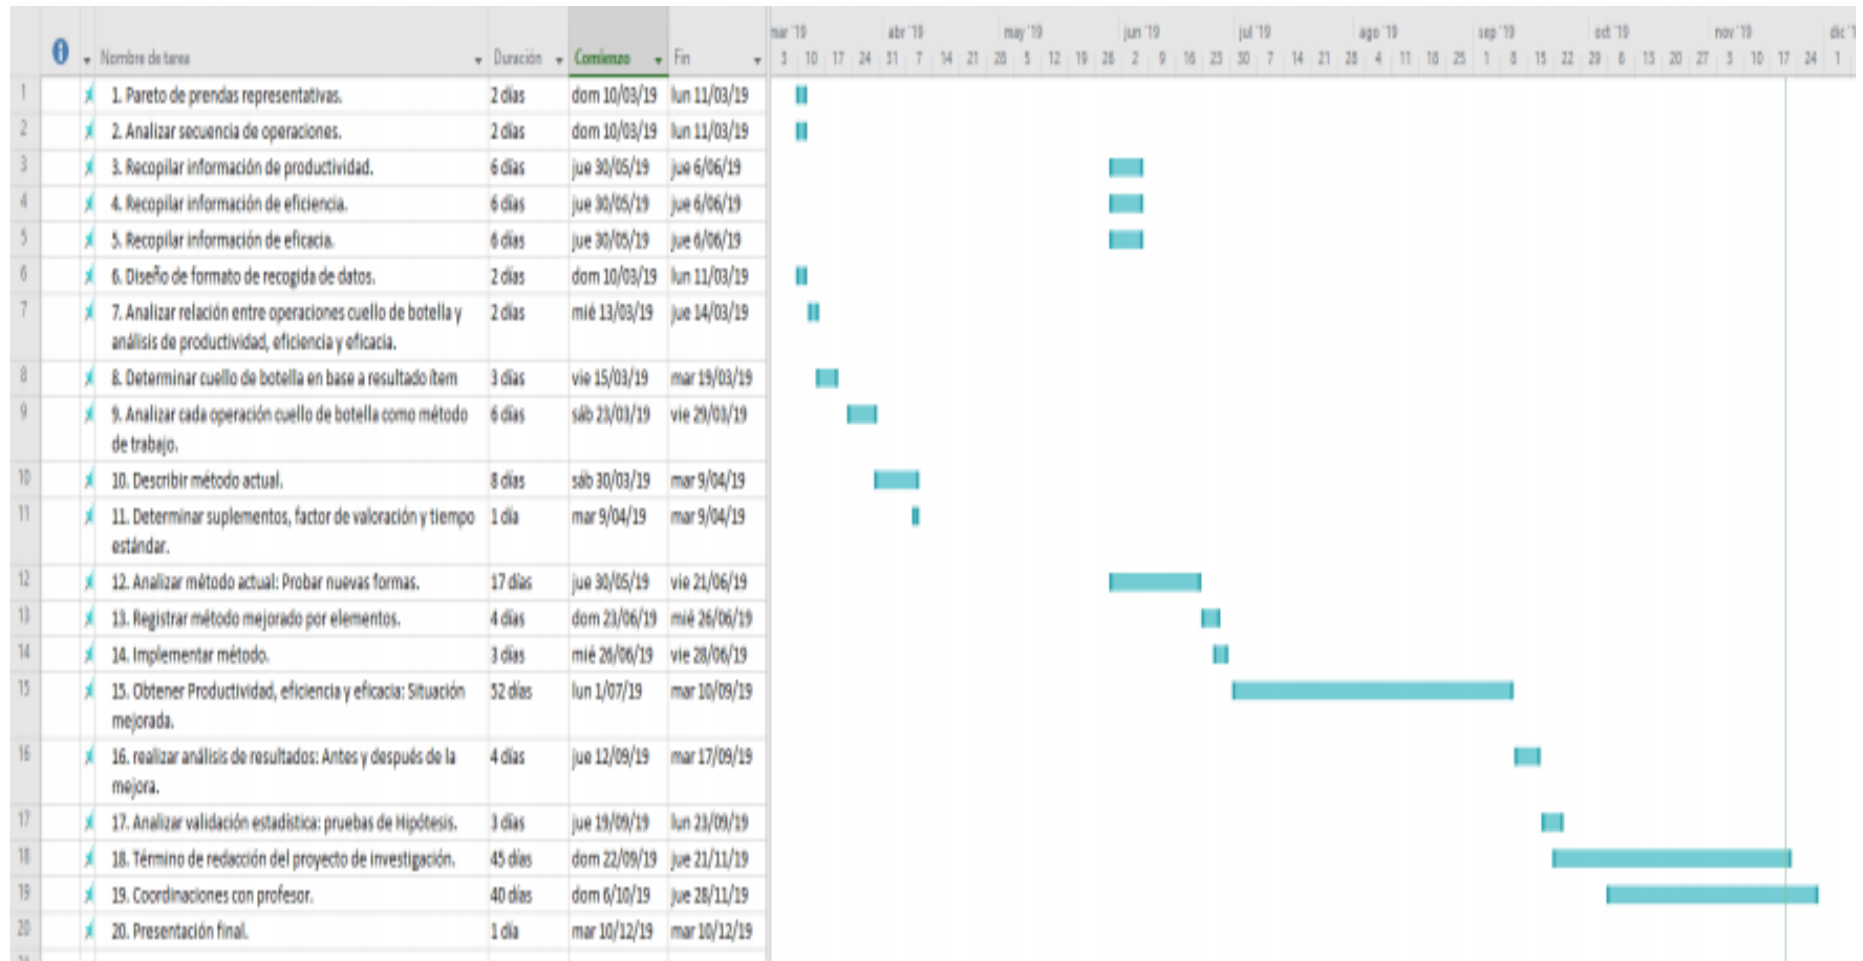 mar '19 abr '19 may '19 jun '19 jul '19 ago '19 sep '19 oct '19 nov '19 dic '1
Nombre de tarea Duración Comienzo Fin 3 10 17 24 31 7 14 21 28 5 12 19 26 2 9 16 23 30 7 14 21 28 4 11 18 25 1 8 15 22 29 6 13 20 27 3 10 17 24 1
1 1. Pareto de prendas representativas. 2 días dom 10/03/19 lun 11/03/19
2 2. Analizar secuencia de operaciones. 2 días dom 10/03/19 lun 11/03/19
3 3. Recopilar información de productividad. 6 días jue 30/05/19 jue 6/06/19
4 4. Recopilar información de eficiencia. 6 días jue 30/05/19 jue 6/06/19
5 5. Recopilar información de eficacia. 6 días jue 30/05/19 jue 6/06/19
6 6. Diseño de formato de recogida de datos. 2 días dom 10/03/19 lun 11/03/19
7 7. Analizar relación entre operaciones cuello de botella y 2 días mié 13/03/19 jue 14/03/19
análisis de productividad, eficiencia y eficacia.
8 8. Determinar cuello de botella en base a resultado ítem 3 días vie 15/03/19 mar 19/03/19
9 9. Analizar cada operación cuello de botella como método 6 días sáb 23/03/19 vie 29/03/19
de trabajo.
10 10. Describir método actual. 8 días sáb 30/03/19 mar 9/04/19
11 11. Determinar suplementos, factor de valoración y tiempo 1 día mar 9/04/19 mar 9/04/19
estándar.
12 12. Analizar método actual: Probar nuevas formas. 17 días jue 30/05/19 vie 21/06/19
13 13. Registrar método mejorado por elementos. 4 días dom 23/06/19 mié 26/06/19
14 14. Implementar método. 3 días mié 26/06/19 vie 28/06/19
15 15. Obtener Productividad, eficiencia y eficacia: Situación 52 días lun 1/07/19 mar 10/09/19
mejorada.
16 16. realizar análisis de resultados: Antes y después de la 4 días jue 12/09/19 mar 17/09/19
mejora.
17 17. Analizar validación estadística: pruebas de Hipótesis. 3 días jue 19/09/19 lun 23/09/19
18 18. Término de redacción del proyecto de investigación. 45 días dom 22/09/19 jue 21/11/19
19 19. Coordinaciones con profesor. 40 días dom 6/10/19 jue 28/11/19
20 20. Presentación final. 1 día mar 10/12/19 mar 10/12/19